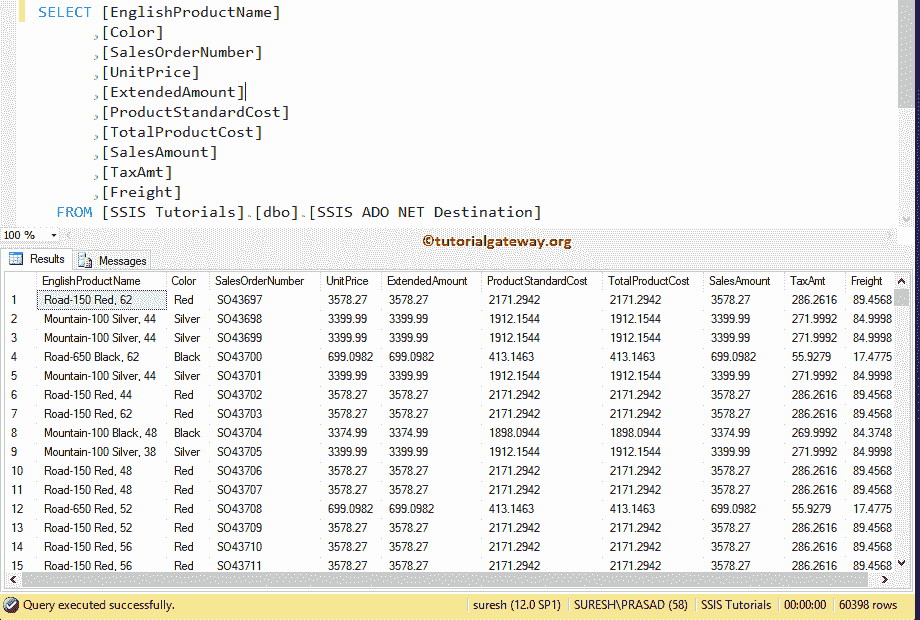 SELECT [EnglishProductName]
,[Color]
,[SalesOrderNumber]
,[UnitPrice]
,[ExtendedAmount]
,[ProductStandardCost]
,[TotalProductCost]
,[SalesAmount]
,[TaxAmt]
,[Freight]
FROM [SSIS Tutorials].[dbo].[SSIS ADO NET Destination]
100 %
©tutorialgateway.org
Results Messages
EnglishProductName Color SalesOrderNumber UnitPrice ExtendedAmount ProductStandardCost TotalProductCost SalesAmount TaxAmt Freight
1 Road-150 Red, 62 Red SO43697 3578.27 3578.27 2171.2942 2171.2942 3578.27 286.2616 89.4568
2 Mountain-100 Silver, 44 Silver SO43698 3399.99 3399.99 1912.1544 1912.1544 3399.99 271.9992 84.9998
3 Mountain-100 Silver, 44 Silver SO43699 3399.99 3399.99 1912.1544 1912.1544 3399.99 271.9992 84.9998
4 Road-650 Black, 62 Black SO43700 699.0982 699.0982 413.1463 413.1463 699.0982 55.9279 17.4775
5 Mountain-100 Silver, 44 Silver SO43701 3399.99 3399.99 1912.1544 1912.1544 3399.99 271.9992 84.9998
6 Road-150 Red, 44 Red SO43702 3578.27 3578.27 2171.2942 2171.2942 3578.27 286.2616 89.4568
7 Road-150 Red, 62 Red SO43703 3578.27 3578.27 2171.2942 2171.2942 3578.27 286.2616 89.4568
8 Mountain-100 Black, 48 Black SO43704 3374.99 3374.99 1898.0944 1898.0944 3374.99 269.9992 84.3748
9 Mountain-100 Silver, 38 Silver SO43705 3399.99 3399.99 1912.1544 1912.1544 3399.99 271.9992 84.9998
10 Road-150 Red, 48 Red SO43706 3578.27 3578.27 2171.2942 2171.2942 3578.27 286.2616 89.4568
11 Road-150 Red, 48 Red SO43707 3578.27 3578.27 2171.2942 2171.2942 3578.27 286.2616 89.4568
12 Road-650 Red, 52 Red SO43708 699.0982 699.0982 413.1463 413.1463 699.0982 55.9279 17.4775
13 Road-150 Red, 52 Red SO43709 3578.27 3578.27 2171.2942 2171.2942 3578.27 286.2616 89.4568
14 Road-150 Red, 56 Red SO43710 3578.27 3578.27 2171.2942 2171.2942 3578.27 286.2616 89.4568
15 Road-150 Red, 56 Red SO43711 3578.27 3578.27 2171.2942 2171.2942 3578.27 286.2616 89.4568
Query executed successfully. suresh (12.0 SP1) SURESH\PRASAD (58) SSIS Tutorials 00:00:00 60398 rows